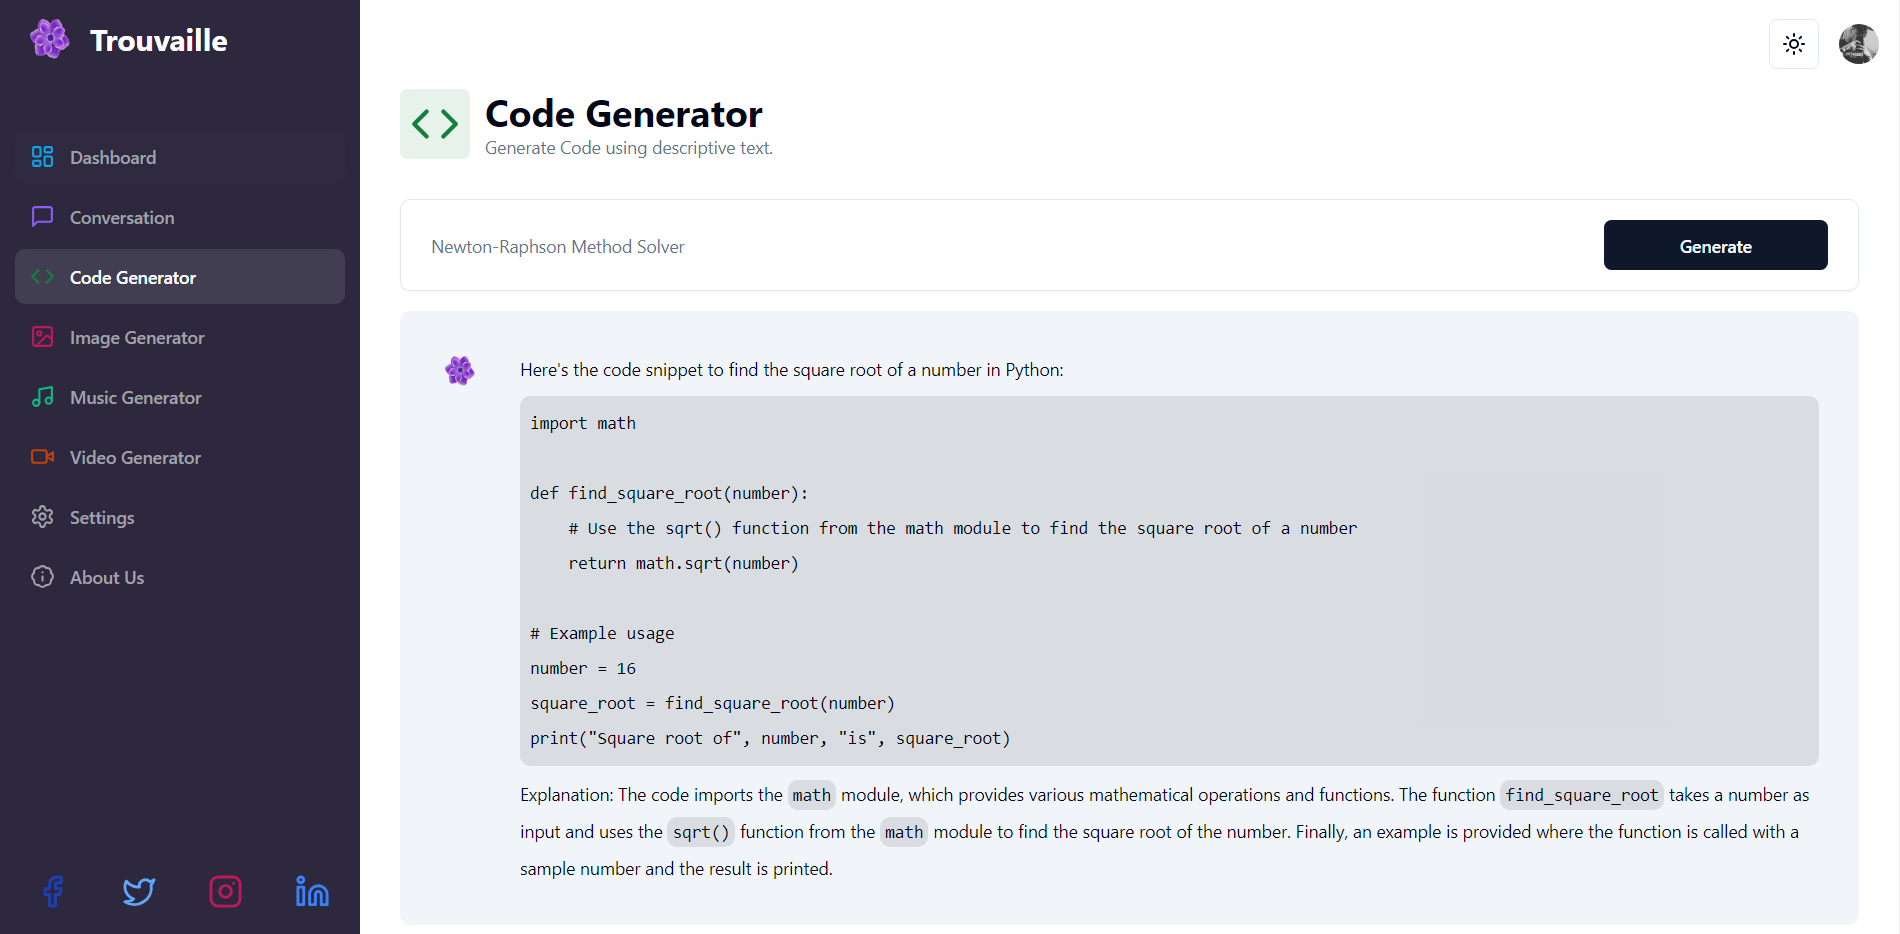 Trouvaille
Dashboard
Conversation
Code Generator
Image Generator
Music Generator
Video Generator
Settings
About Us
Code Generator
Generate Code using descriptive text.
Newton-Raphson Method Solver
Generate
Here's the code snippet to find the square root of a number in Python:
import math
def find_square_root(number):
    # Use the sqrt() function from the math module to find the square root of a number
    return math.sqrt(number)
# Example usage
number = 16
square_root = find_square_root(number)
print("Square root of", number, "is", square_root)
Explanation: The code imports the math module, which provides various mathematical operations and functions. The function find_square_root takes a number as
input and uses the sqrt() function from the math module to find the square root of the number. Finally, an example is provided where the function is called with a
sample number and the result is printed.